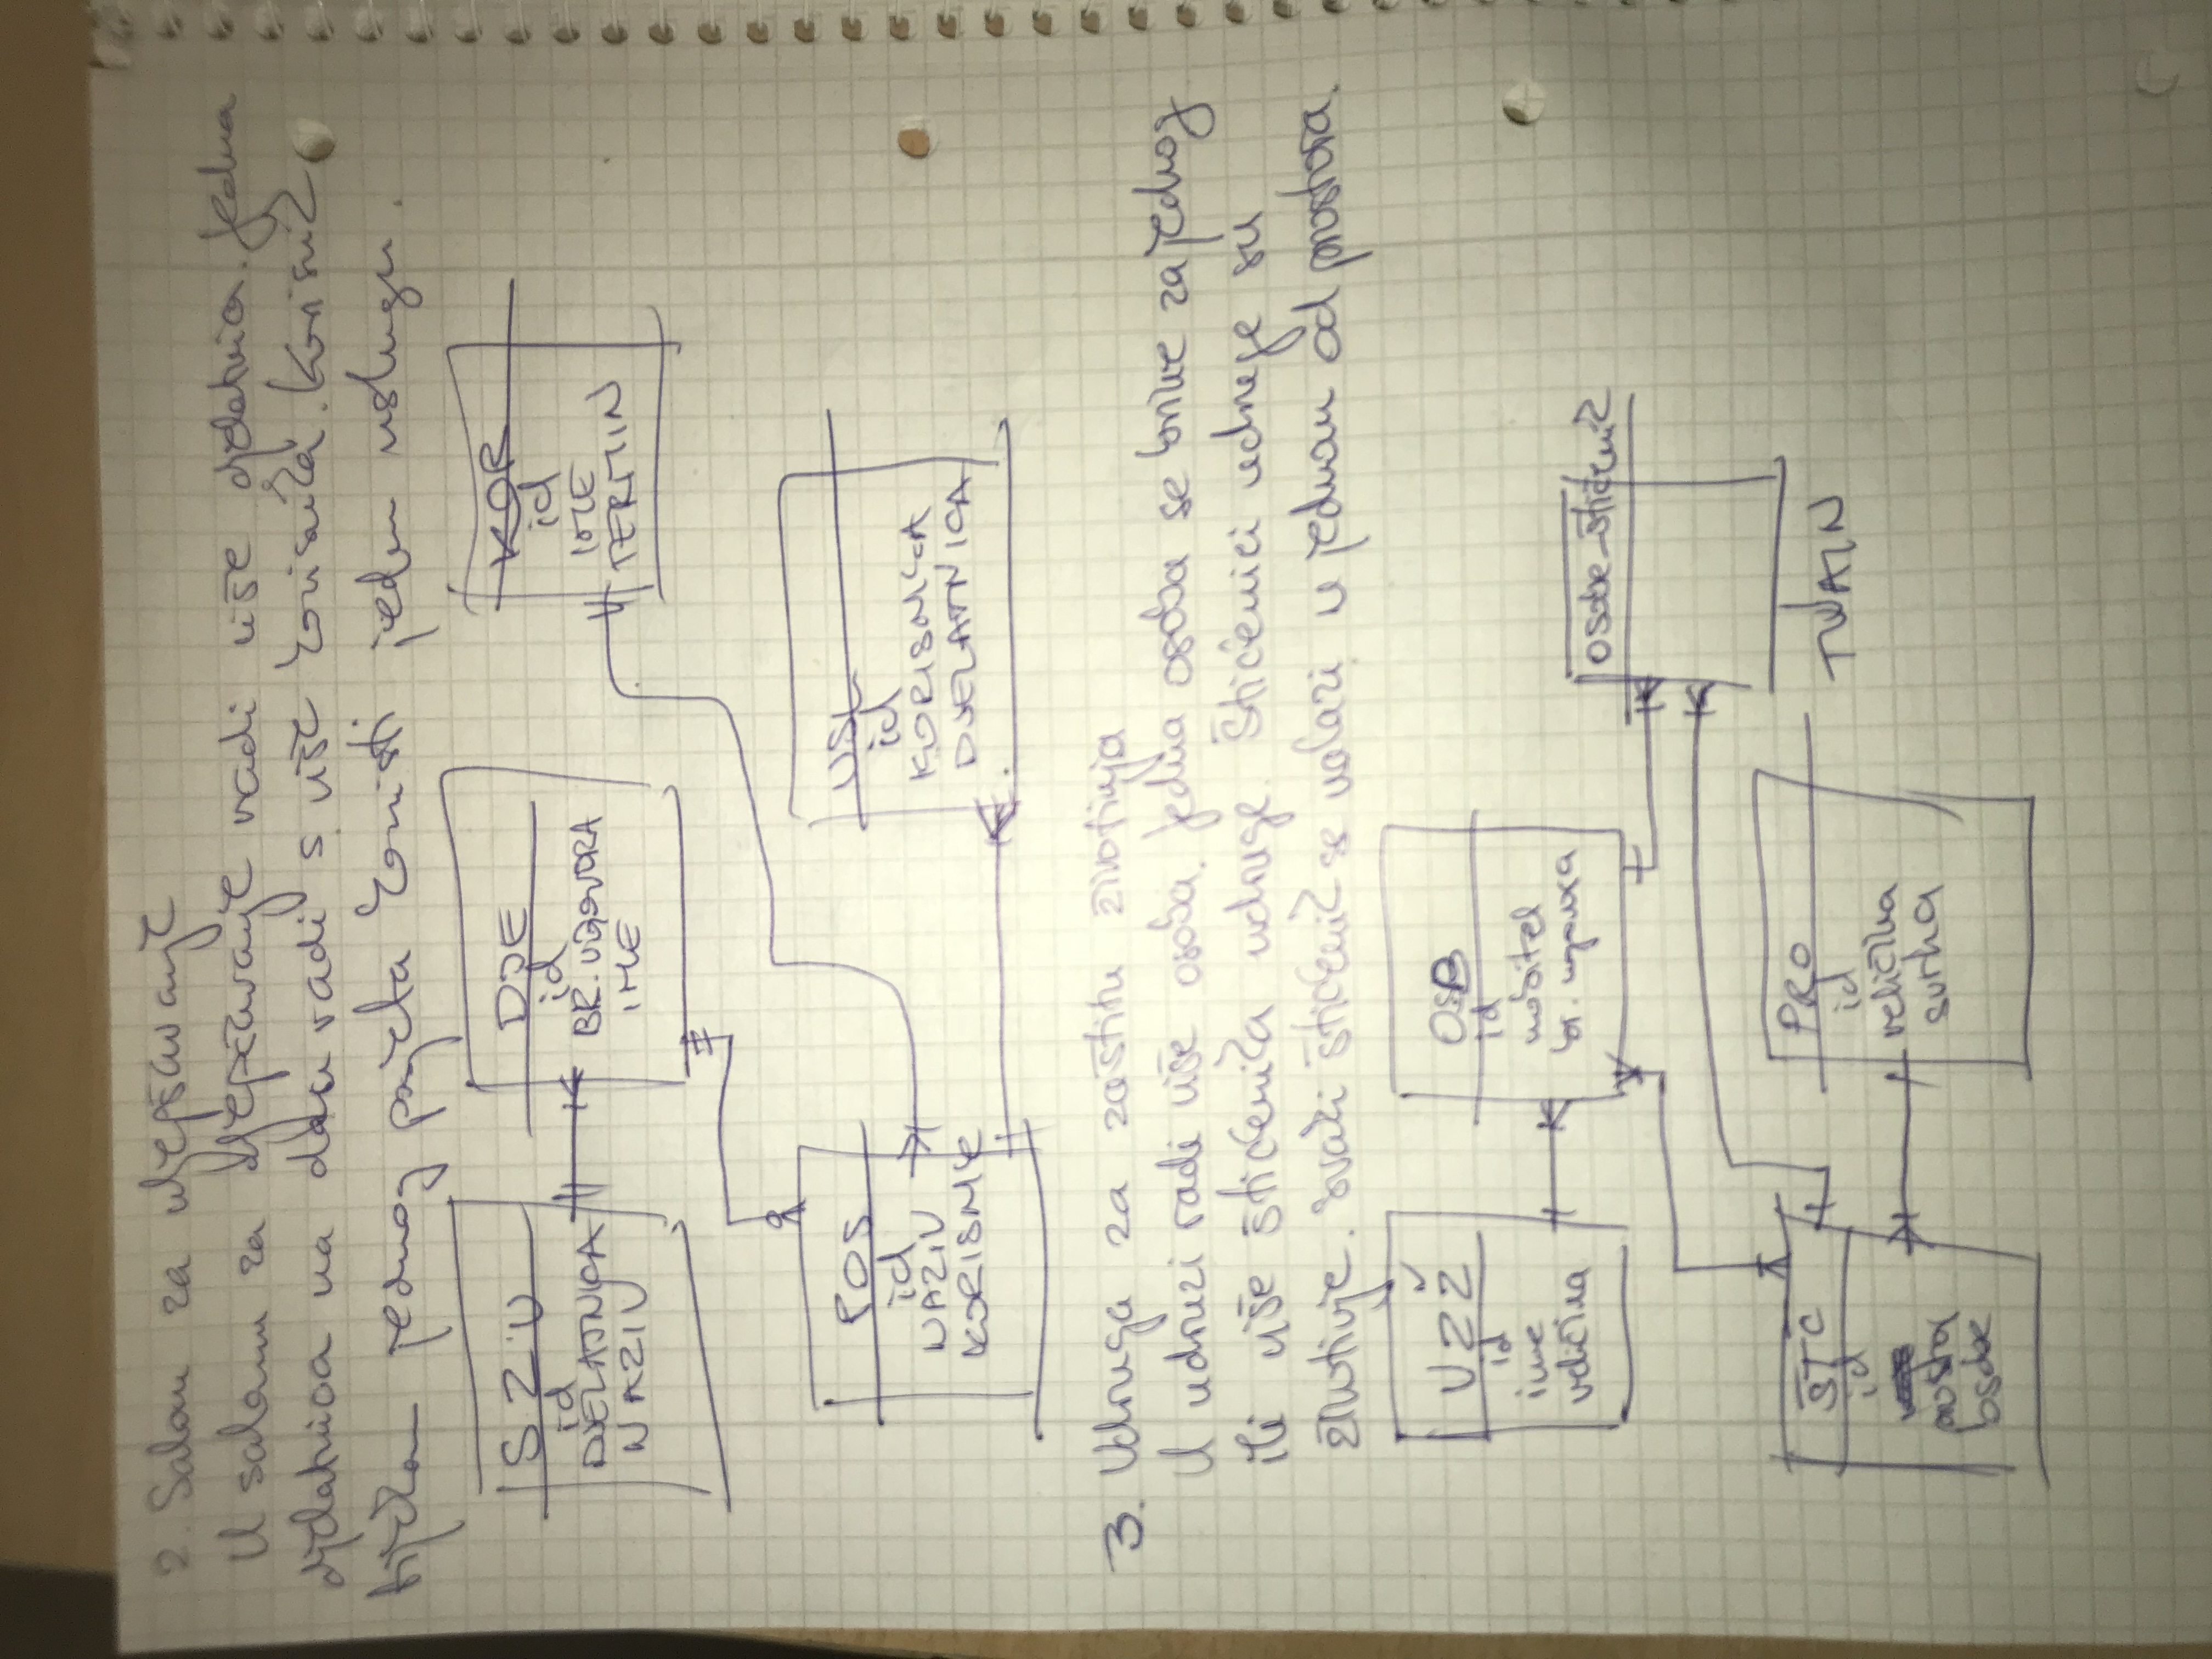 2. Salon za uljepšavanje
U salonu za uljepšavanje radi više djelatnica. Jedna
djelatnica na dan radi s više korisnika. Korisnik
tijekom jednog posjeta koristi jednu uslugu.
SZU
id
DJELATNICA
NAZIV
DJE
id
BR. UGOVORA
IME
KOR
id
IME
TERMIN
POS
id
NAZIV
KORISNIK
USL
id
KORISNICA
DJELATNICA
3. Udruga za zaštitu životinja
U udruzi radi više osoba. Jedna osoba se brine za jednog
ili više štićenika udruge. Štićenici udruge su
životinje. Svaki štićenik se nalazi u jednom od prostora.
UZŽ
id
ime
veličina
OSB
id
mobitel
br. ugovora
osobe-štićenik
ŠTC
id
prostor
osobe
PRO
id
veličina
svrha
TWAIN